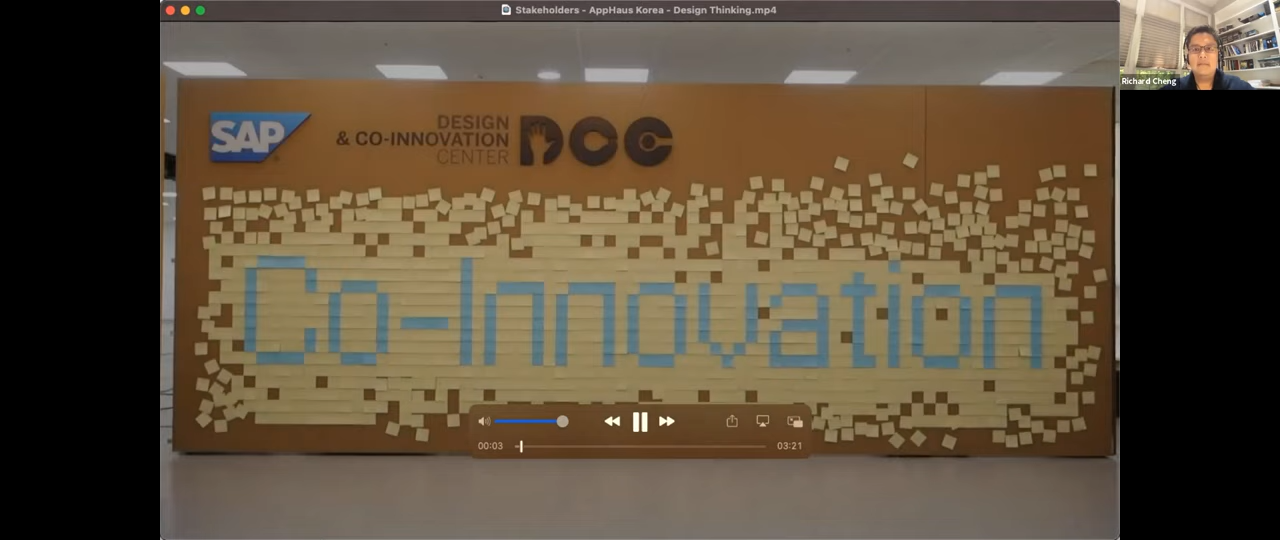 Stakeholders - AppHaus Korea - Design Thinking.mp4
Richard Cheng
SAP
DESIGN
& CO-INNOVATION
CENTER
DCC
Co-Innovation
00:03
03:21